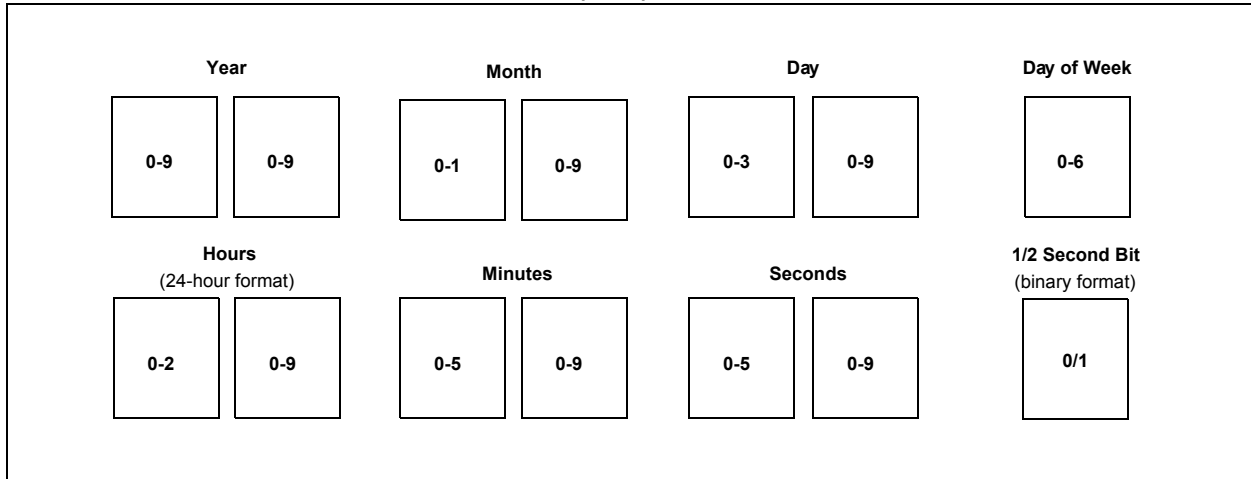 Year Month Day Day of Week
0-9 0-9 0-1 0-9 0-3 0-9 0-6
Hours Minutes Seconds 1/2 Second Bit
(24-hour format) (binary format)
0-2 0-9 0-5 0-9 0-5 0-9 0/1